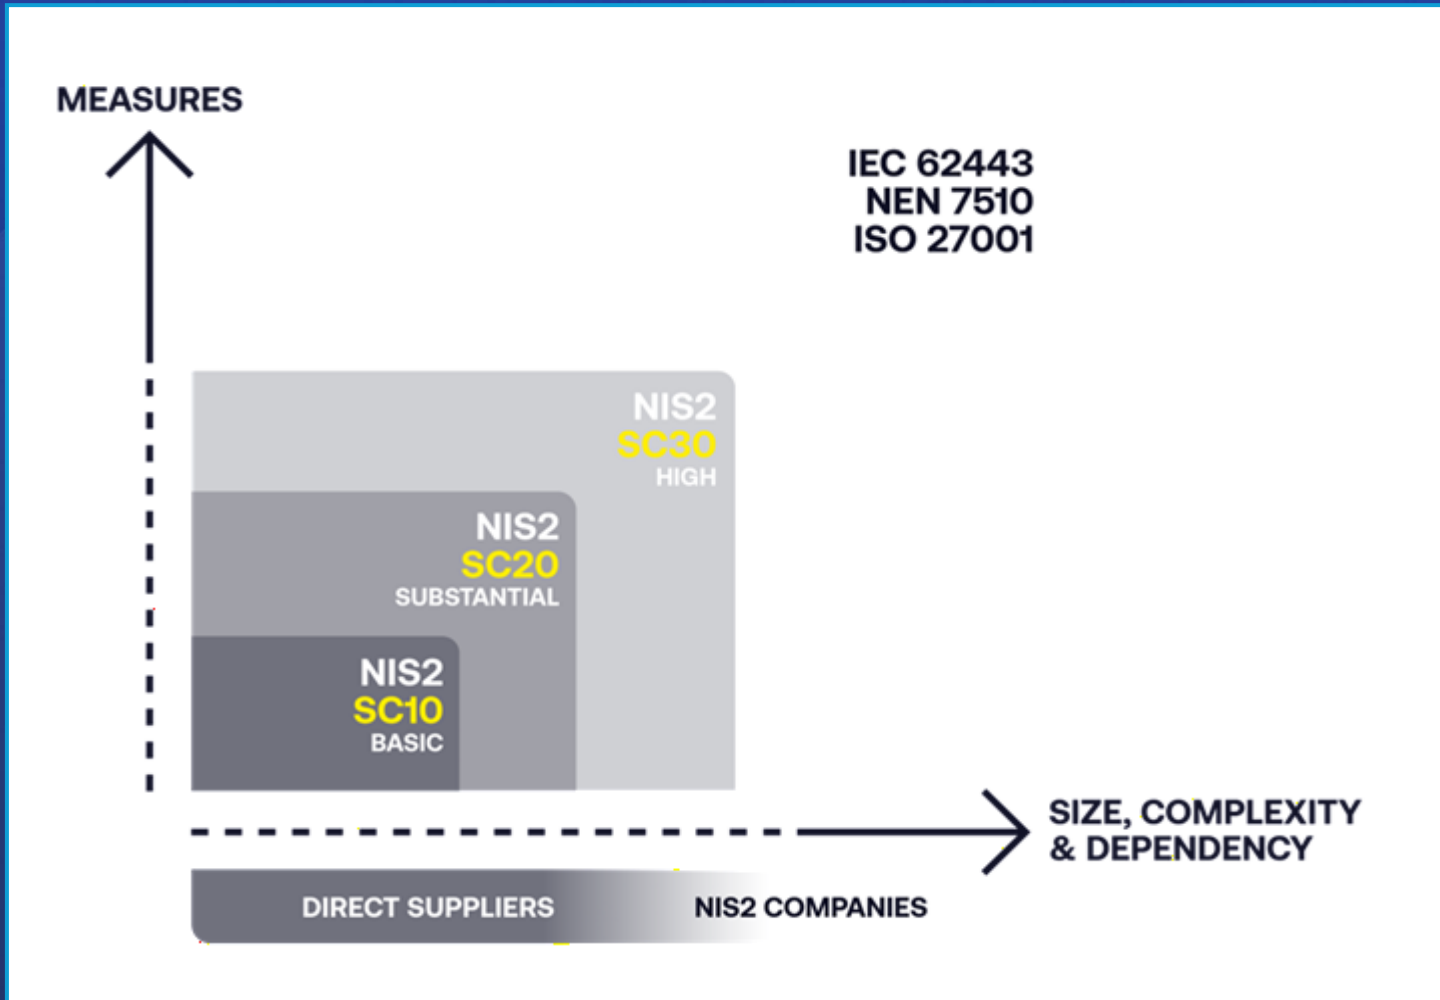 MEASURES
IEC 62443
NEN 7510
ISO 27001
NIS2
SC30
HIGH
NIS2
SC20
SUBSTANTIAL
NIS2
SC10
BASIC
SIZE, COMPLEXITY
& DEPENDENCY
DIRECT SUPPLIERS
NIS2 COMPANIES